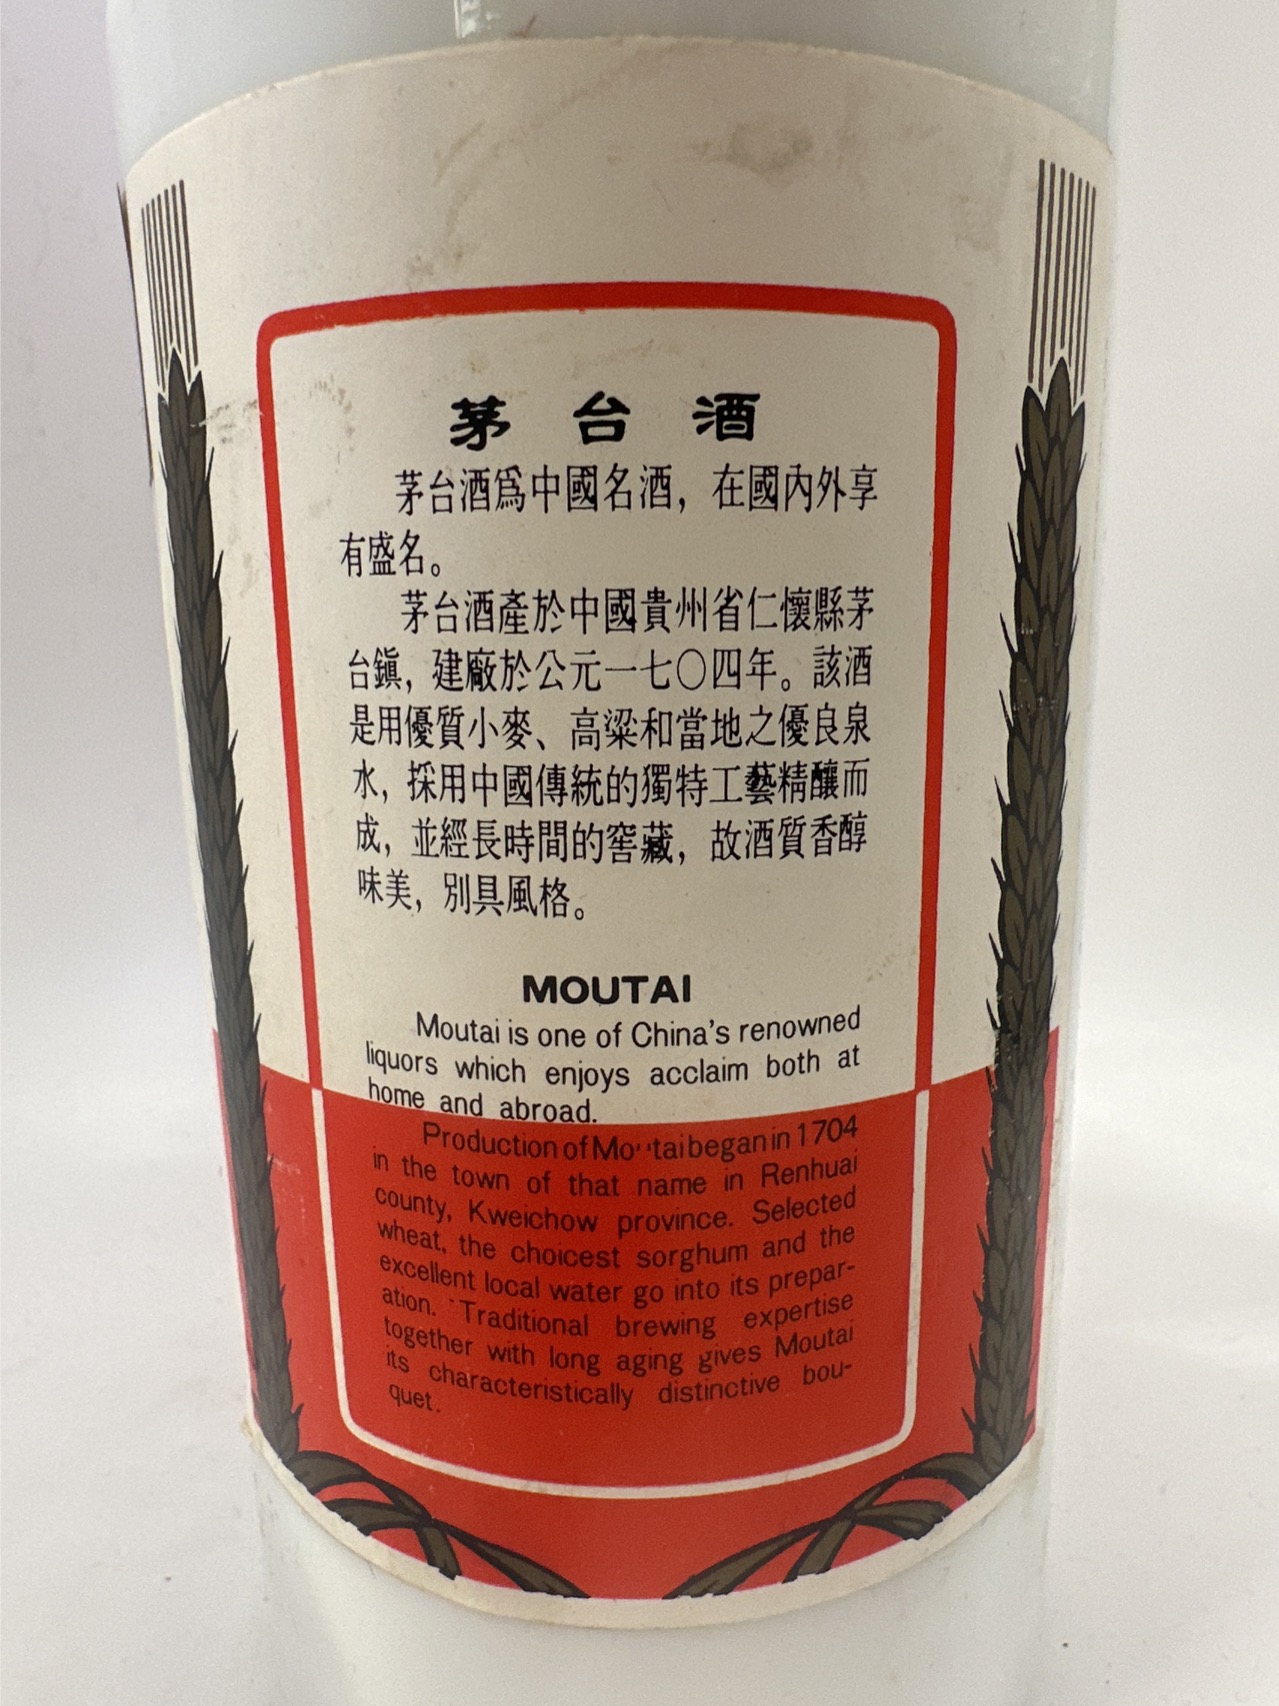 茅台酒
茅台酒爲中國名酒，在國內外享
有盛名。
茅台酒產於中國貴州省仁懷縣茅
台鎮，建廠於公元一七〇四年。該酒
是用優質小麥、高粱和當地之優良泉
水，採用中國傳統的獨特工藝精釀而
成，並經長時間的窖藏，故酒質香醇
味美，別具風格。
MOUTAI
Moutai is one of China's renowned
liquors which enjoys acclaim both at
home and abroad.
Production of Moutai began in 1704
in the town of that name in Renhuai
county, Kweichow province. Selected
wheat, the choicest sorghum and the
excellent local water go into its prepar-
ation. Traditional brewing expertise
together with long aging gives Moutai
its characteristically distinctive bou-
quet.